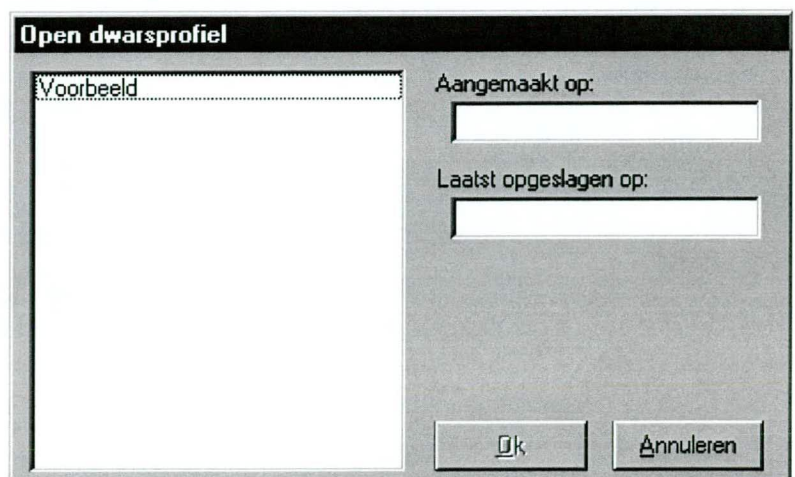 Open dwarsprofiel
Voorbeeld
Aangemaakt op:
Laatst opgeslagen op:
Ok
Annuleren